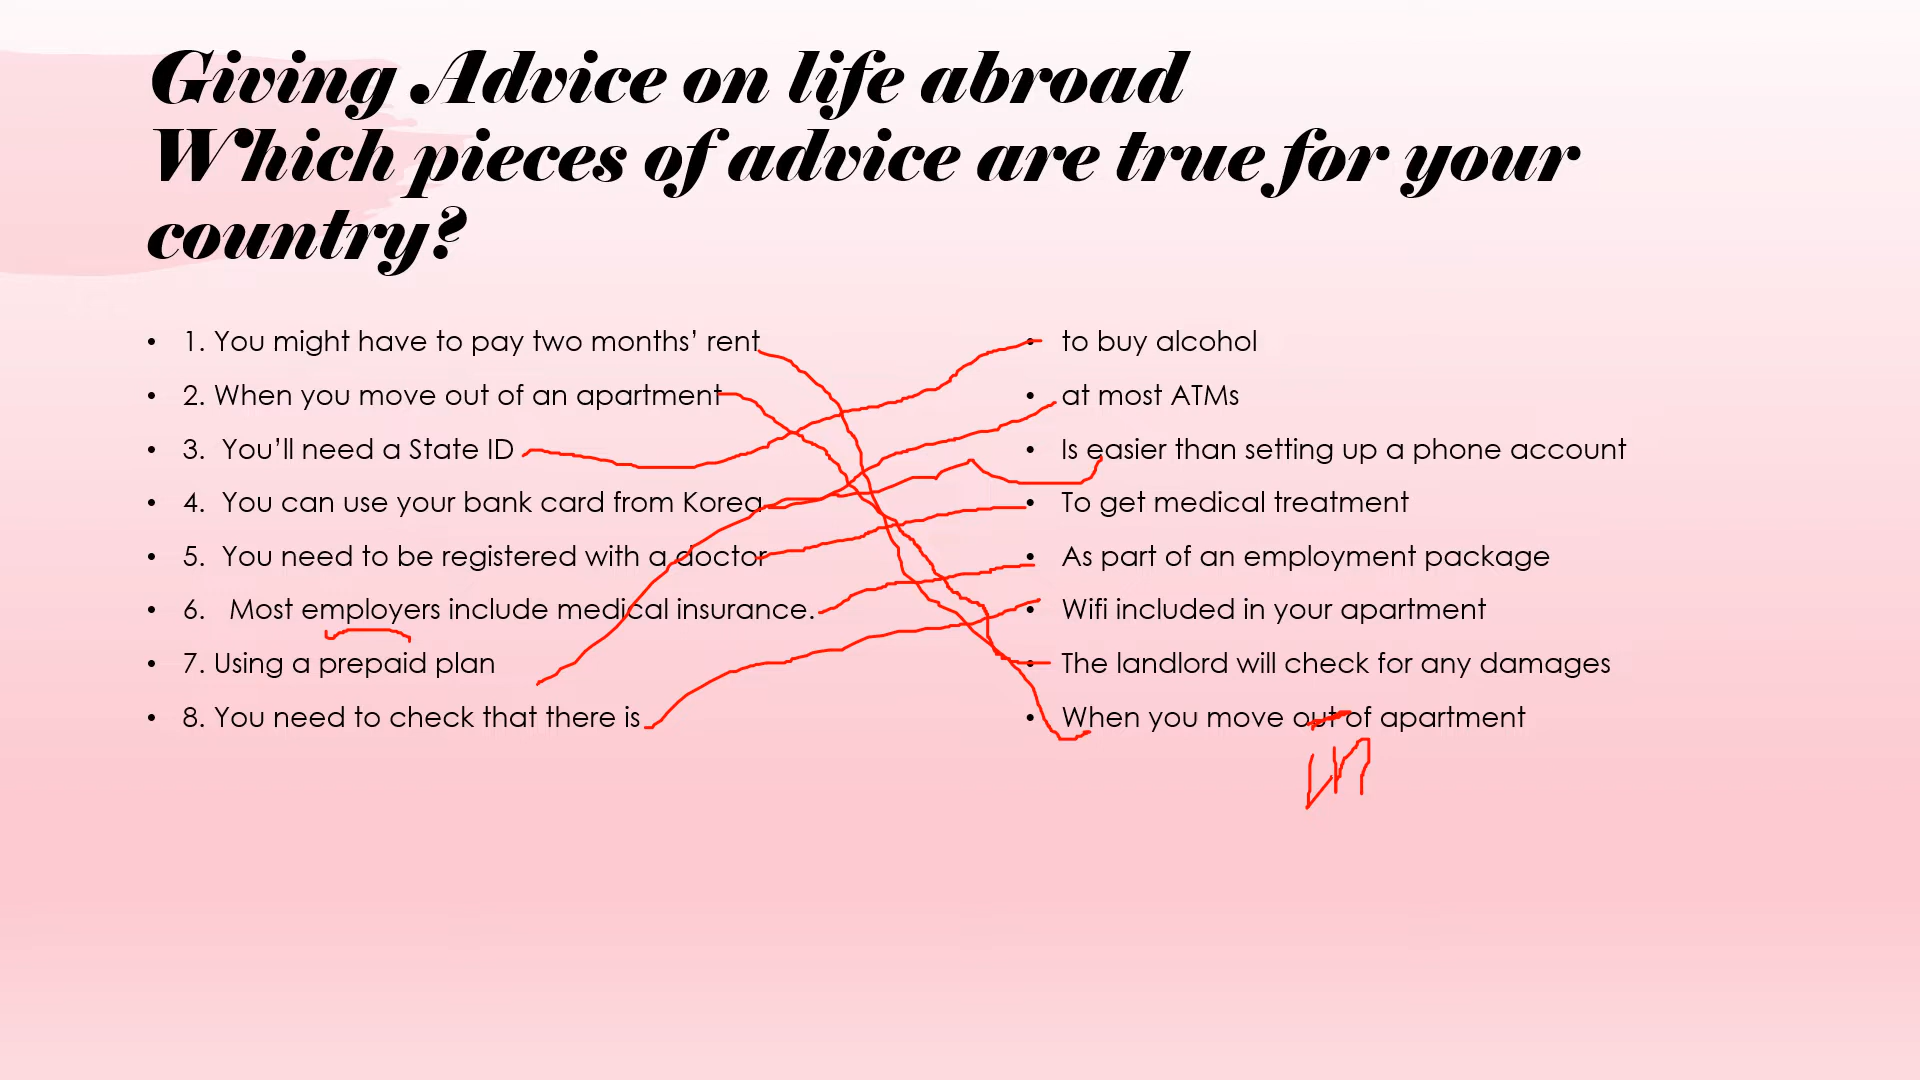 Giving Advice on life abroad
Which pieces of advice are true for your
country?
• 1. You might have to pay two months’ rent
• 2. When you move out of an apartment
• 3. You’ll need a State ID
• 4. You can use your bank card from Korea
• 5. You need to be registered with a doctor
• 6. Most employers include medical insurance.
• 7. Using a prepaid plan
• 8. You need to check that there is
• to buy alcohol
• at most ATMs
• Is easier than setting up a phone account
• To get medical treatment
• As part of an employment package
• Wifi included in your apartment
• The landlord will check for any damages
• When you move out of apartment
in